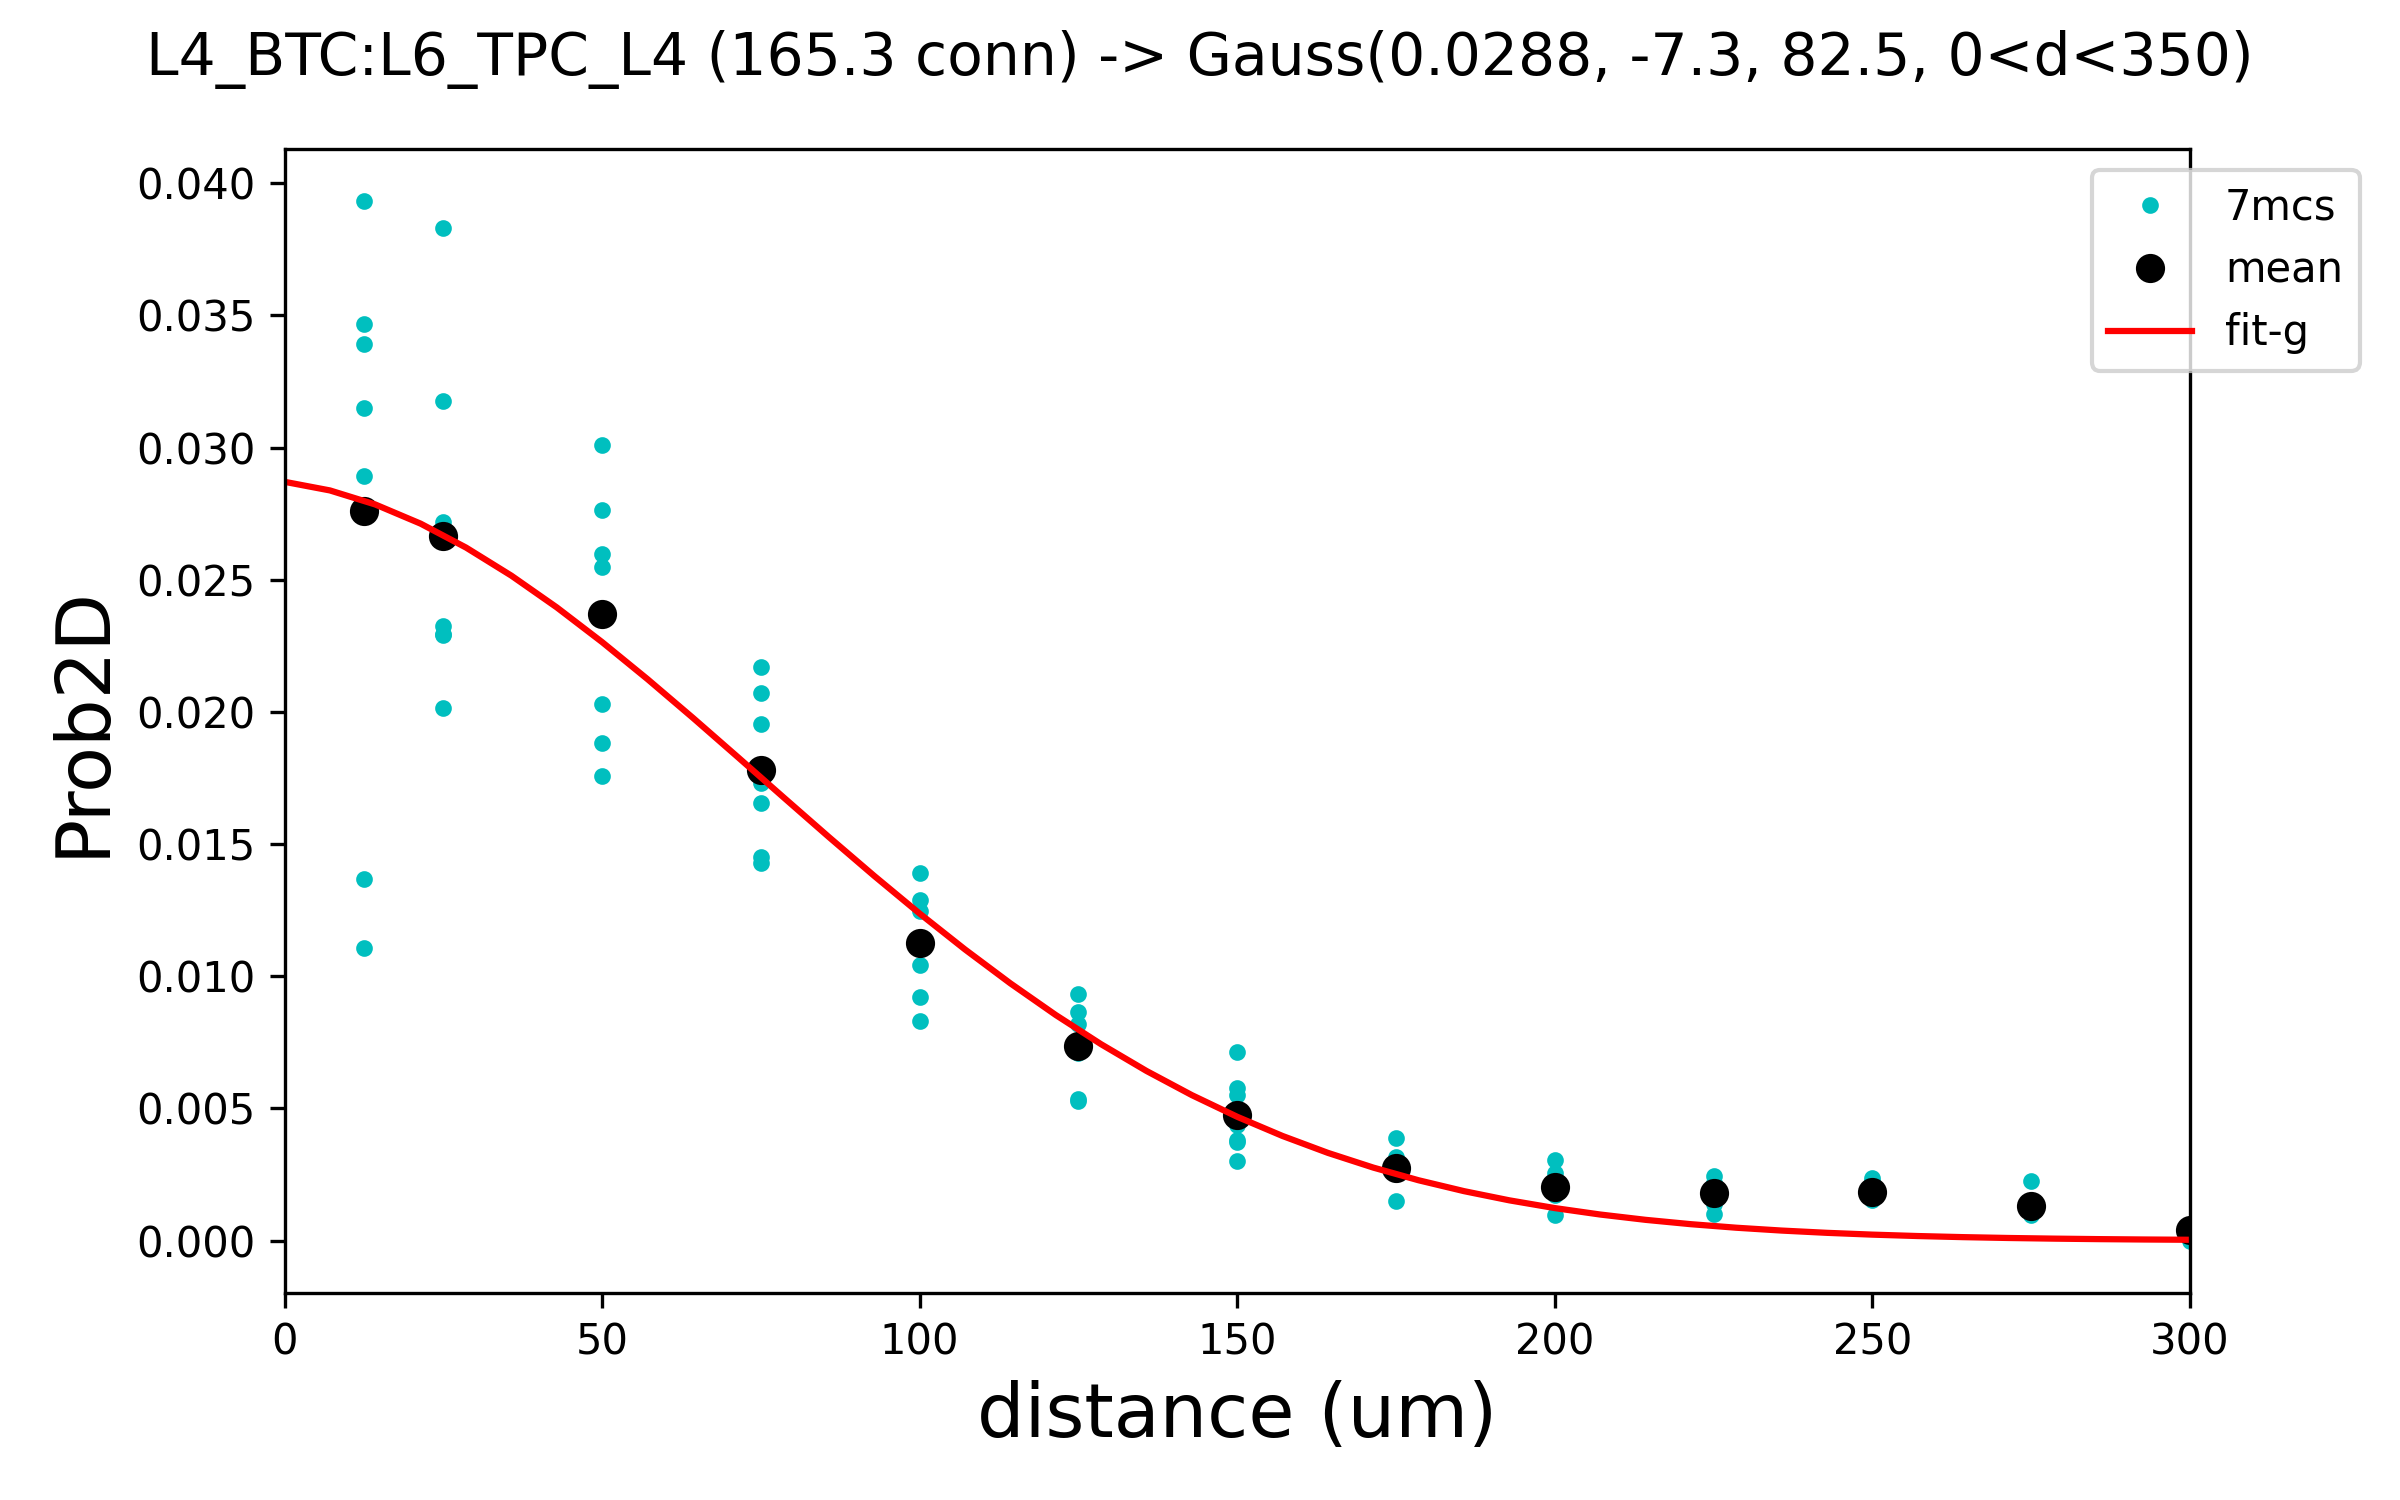 L4_BTC:L6_TPC_L4 (165.3 conn) -> Gauss(0.0288, -7.3, 82.5, 0<d<350)
7mcs
mean
fit-g
Prob2D
0.040
0.035
0.030
0.025
0.020
0.015
0.010
0.005
0.000
0 50 100 150 200 250 300
distance (um)